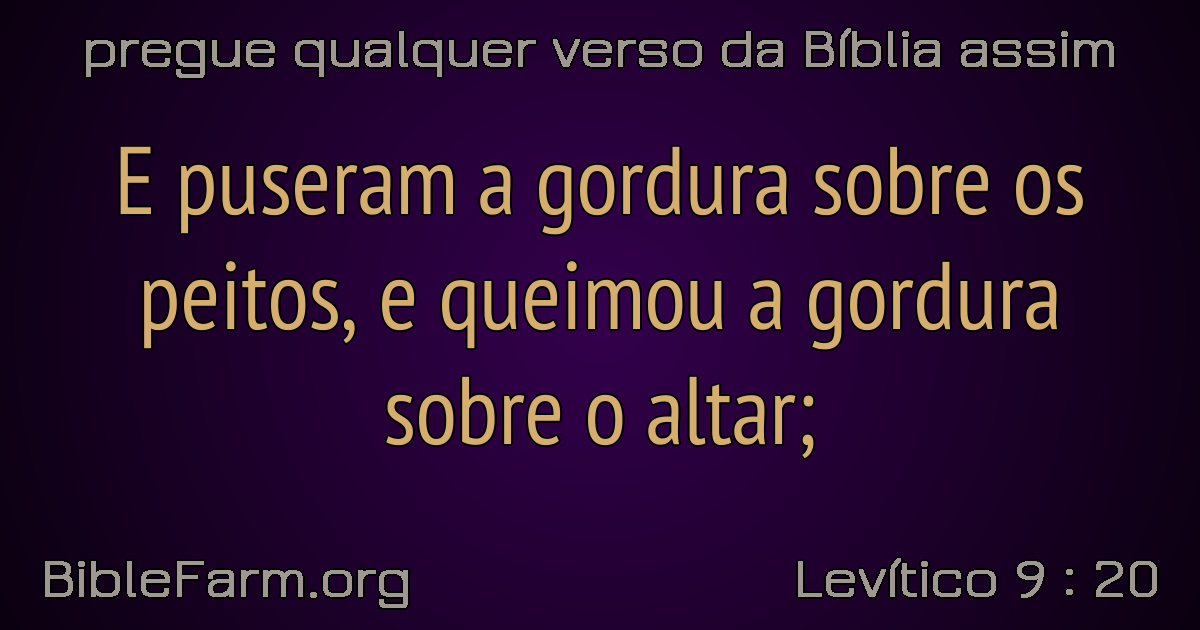 pregue qualquer verso da Bíblia assim
E puseram a gordura sobre os
peitos, e queimou a gordura
sobre o altar;
BibleFarm.org
Levítico 9 : 20